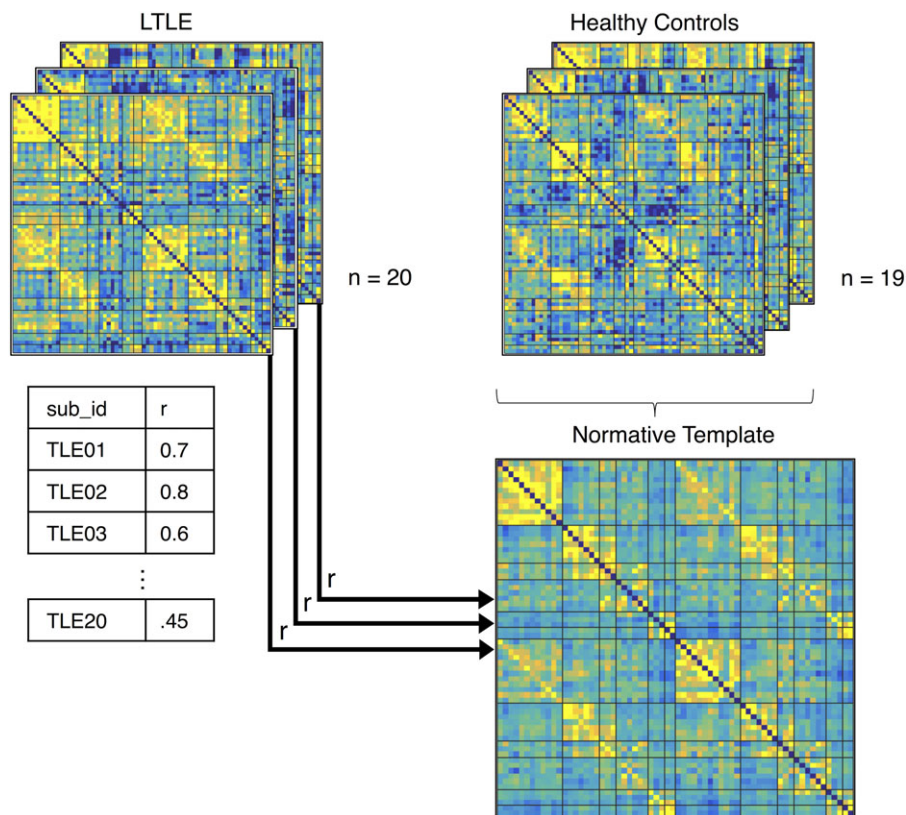 LTLE
Healthy Controls
n = 20
n = 19
sub_id r
TLE01 0.7
TLE02 0.8
TLE03 0.6
⋮
TLE20 .45
Normative Template
r
r
r